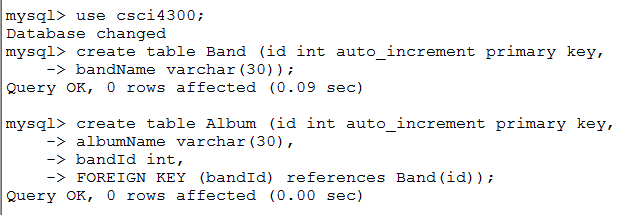 mysql> use csci4300;
Database changed
mysql> create table Band (id int auto_increment primary key,
    -> bandName varchar(30));
Query OK, 0 rows affected (0.09 sec)

mysql> create table Album (id int auto_increment primary key,
    -> albumName varchar(30),
    -> bandId int,
    -> FOREIGN KEY (bandId) references Band(id));
Query OK, 0 rows affected (0.00 sec)